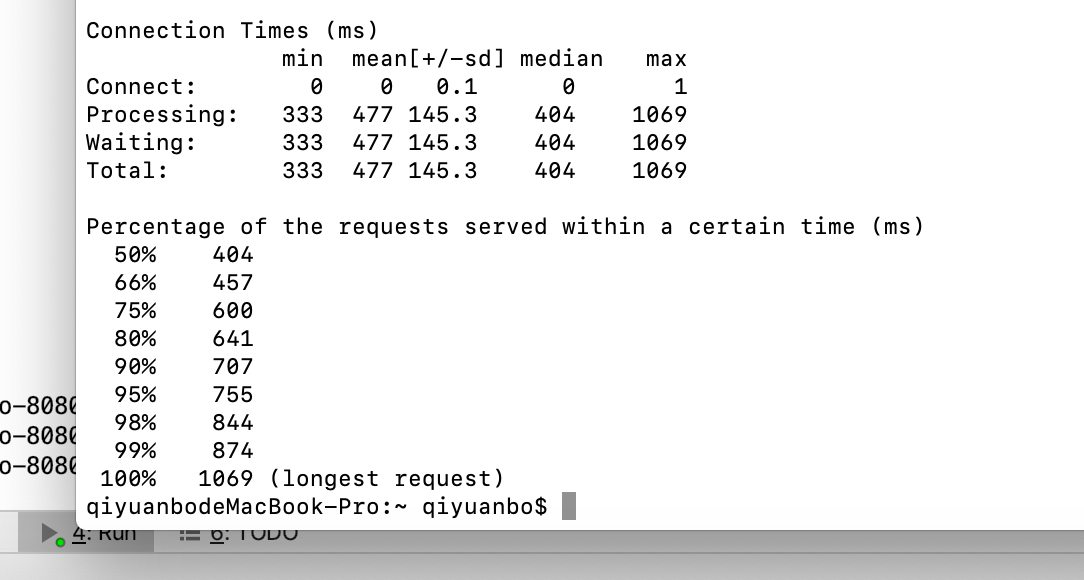 Connection Times (ms)
              min  mean[+/-sd] median   max
Connect:        0    0   0.1      0       1
Processing:   333  477 145.3    404    1069
Waiting:      333  477 145.3    404    1069
Total:        333  477 145.3    404    1069

Percentage of the requests served within a certain time (ms)
  50%    404
  66%    457
  75%    600
  80%    641
  90%    707
  95%    755
  98%    844
  99%    874
 100%   1069 (longest request)
qiyuanbodeMacBook-Pro:~ qiyuanbo$
o-8080
o-8080
o-8080
4: Run
6: TODO